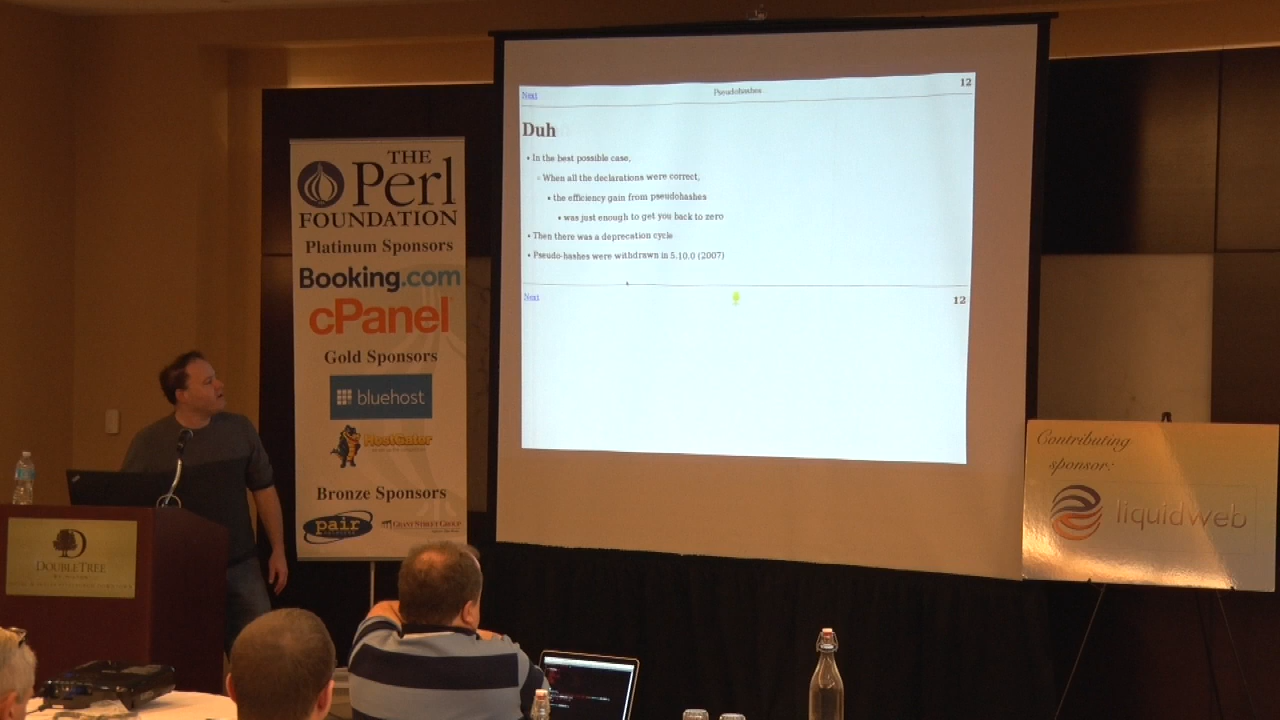 THE
Perl
FOUNDATION
Platinum Sponsors
Booking.com
cPanel
Gold Sponsors
bluehost
HostGator
Bronze Sponsors
pair
GRANT STREET GROUP
Next
Pseudohashes
12
Duh
• In the best possible case,
◦ When all the declarations were correct,
▪ the efficiency gain from pseudohashes
▪ was just enough to get you back to zero
• Then there was a deprecation cycle
• Pseudo-hashes were withdrawn in 5.10.0 (2007)
Next
12
Contributing
sponsor:
liquidweb
D
DOUBLETREE